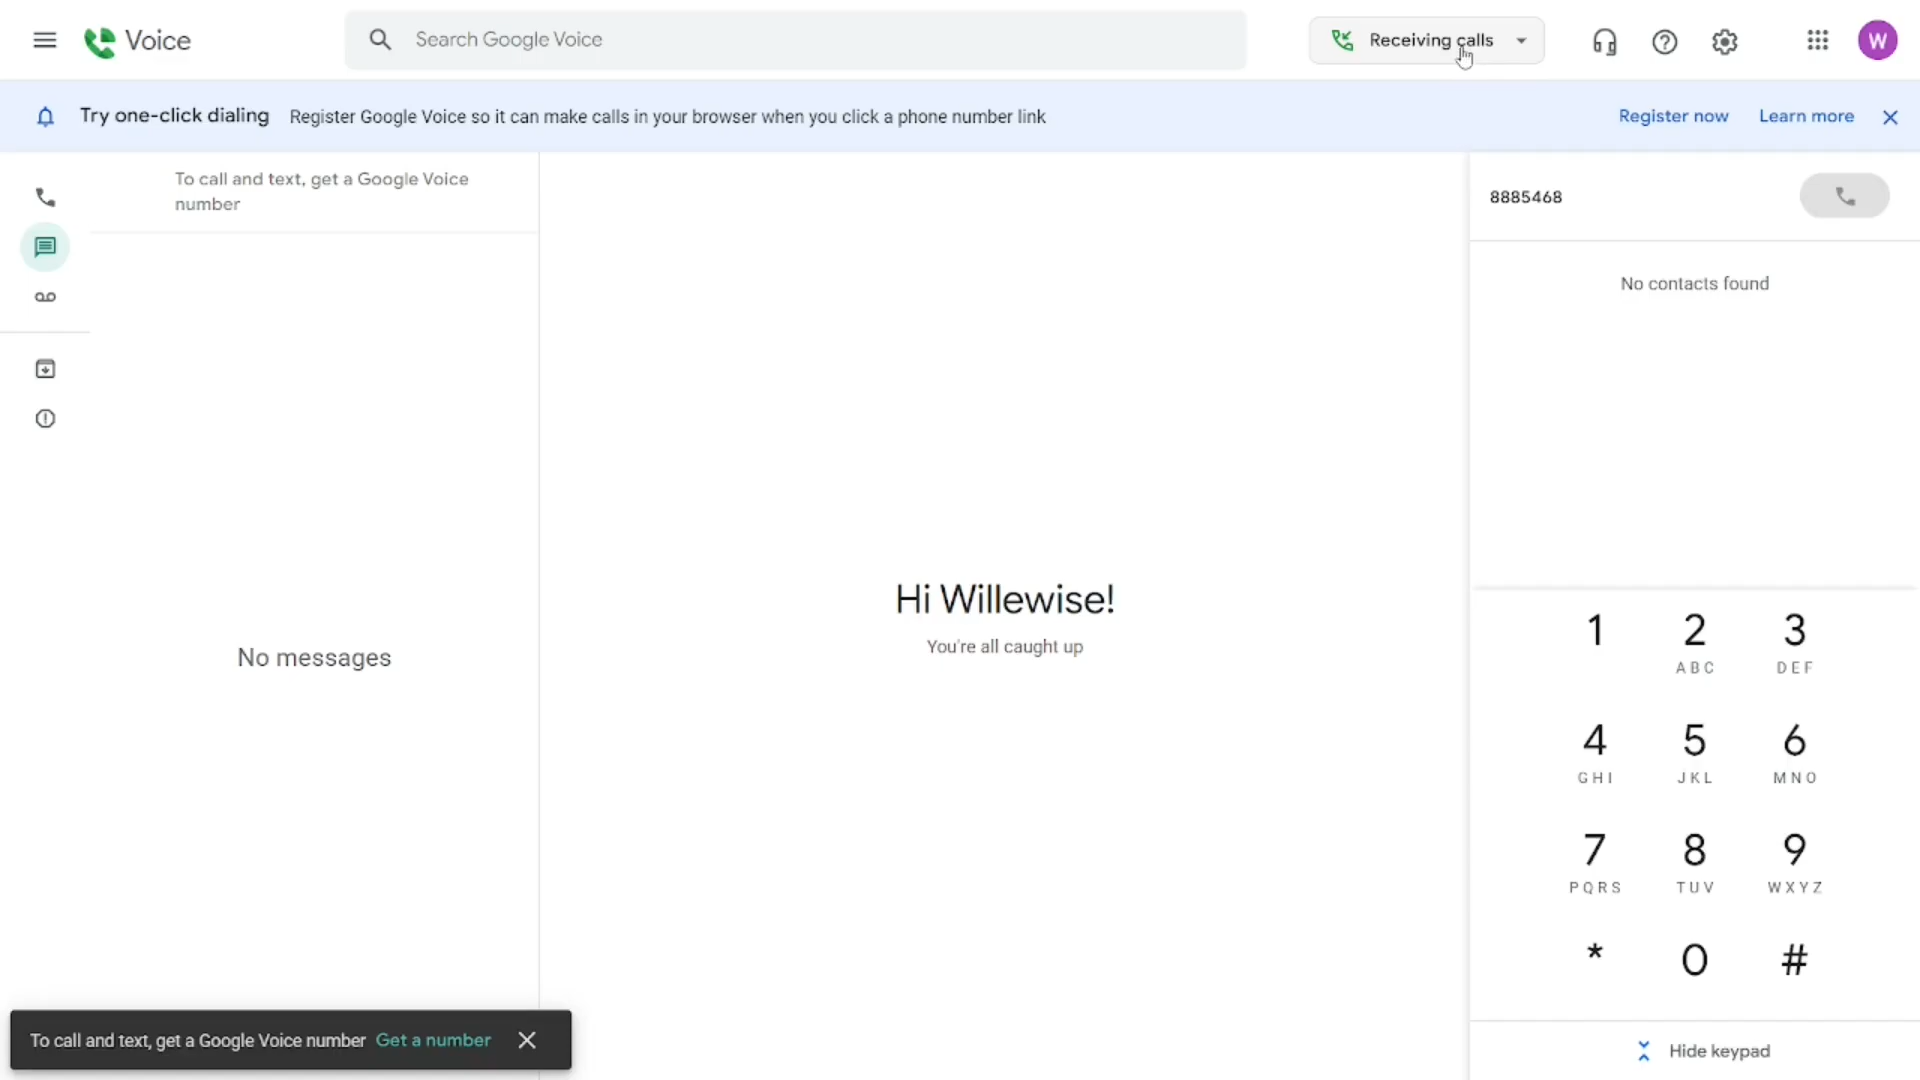 Voice
Search Google Voice
Receiving calls
W
Try one-click dialing
Register Google Voice so it can make calls in your browser when you click a phone number link
Register now
Learn more
To call and text, get a Google Voice
number
8885468
No contacts found
Hi Willewise!
You're all caught up
No messages
1
2
3
ABC
DEF
4
5
6
GHI
JKL
MNO
7
8
9
PQRS
TUV
WXYZ
*
0
#
To call and text, get a Google Voice number Get a number
Hide keypad